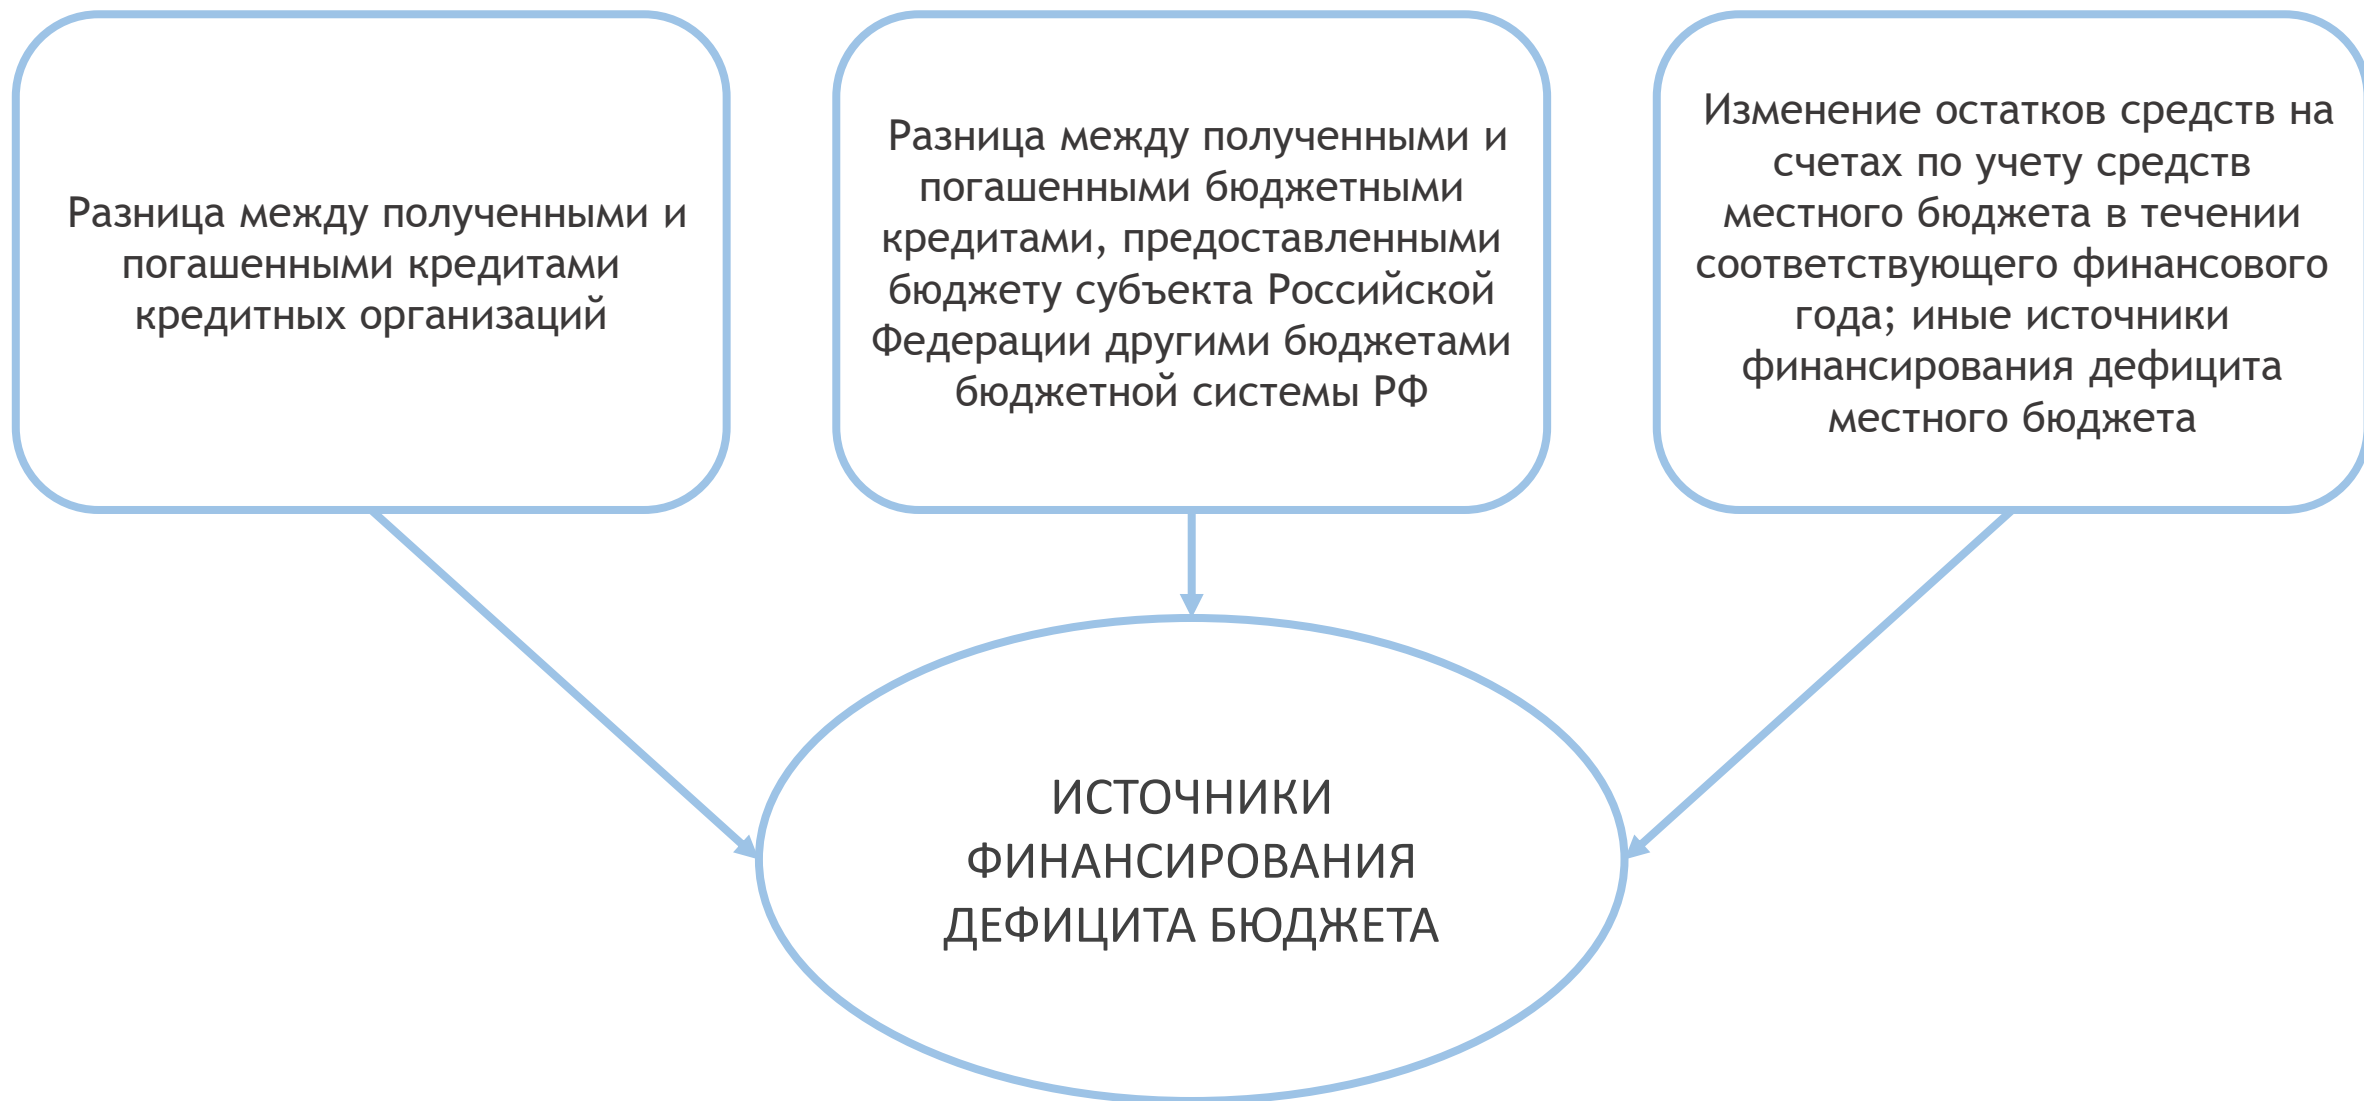 Разница между полученными и
погашенными кредитами
кредитных организаций
Разница между полученными и
погашенными бюджетными
кредитами, предоставленными
бюджету субъекта Российской
Федерации другими бюджетами
бюджетной системы РФ
Изменение остатков средств на
счетах по учету средств
местного бюджета в течении
соответствующего финансового
года; иные источники
финансирования дефицита
местного бюджета
ИСТОЧНИКИ
ФИНАНСИРОВАНИЯ
ДЕФИЦИТА БЮДЖЕТА